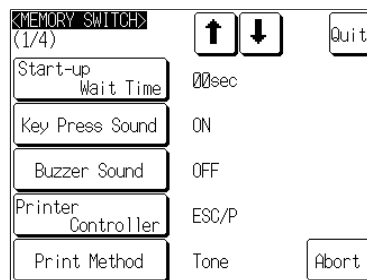 <MEMORY SWITCH>
(1/4)
↑ ↓ Quit
Start-up
Wait Time 00sec
Key Press Sound ON
Buzzer Sound OFF
Printer
Controller ESC/P
Print Method Tone Abort